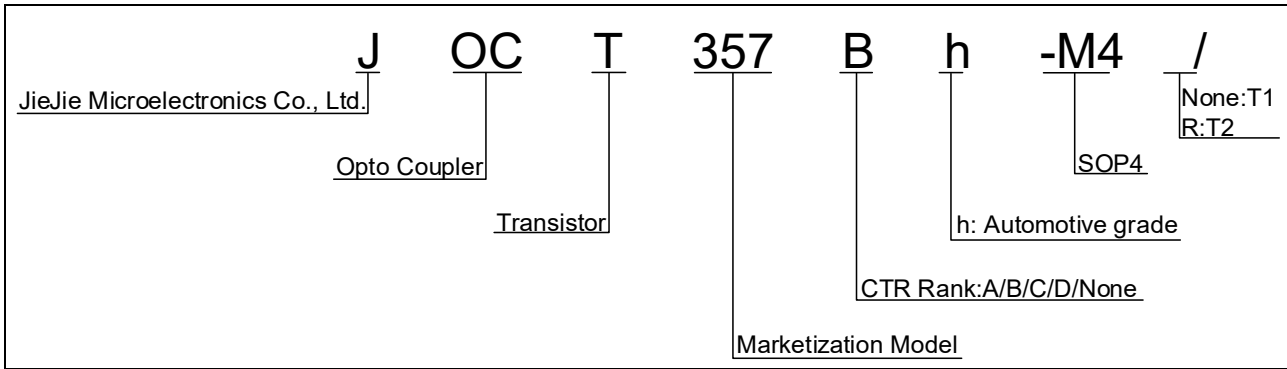 J OC T 357 B h -M4 /
JieJie Microelectronics Co., Ltd.
None:T1
R:T2
Opto Coupler
SOP4
Transistor
h: Automotive grade
CTR Rank:A/B/C/D/None
Marketization Model